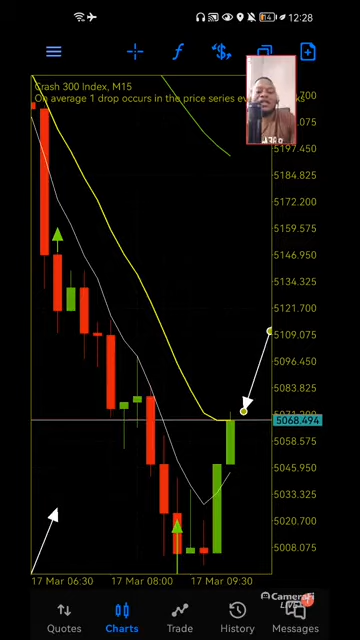 12:28
Crash 300 Index, M15
On average 1 drop occurs in the price series ev
5197.450
5184.825
5172.200
5159.575
5146.950
5134.325
5121.700
5109.075
5096.450
5083.825
5071.200
5068.494
5058.575
5045.950
5033.325
5020.700
5008.075
17 Mar 06:30
17 Mar 08:00
17 Mar 09:30
CameraFi
LIVE
Quotes
Charts
Trade
History
Messages